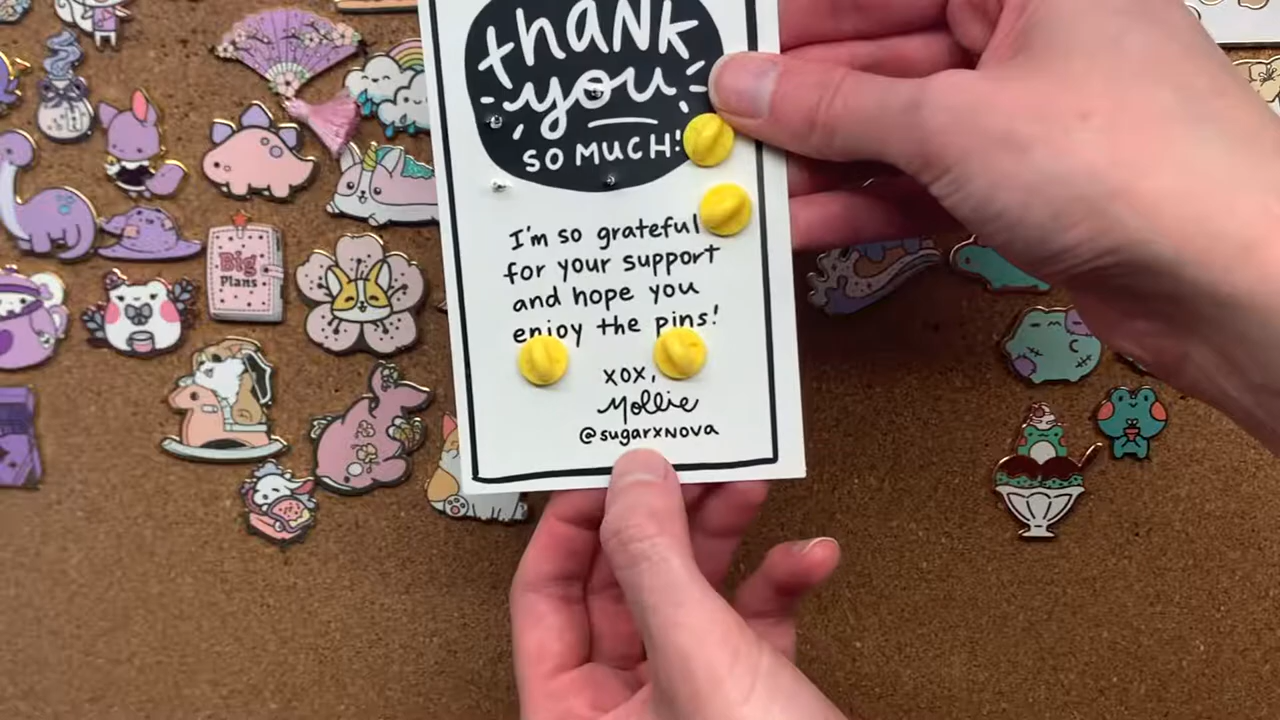 thank
you
so much!
I'm so grateful
for your support
and hope you
enjoy the pins!
xox,
Mollie
@sugarxnova
Big
Plans